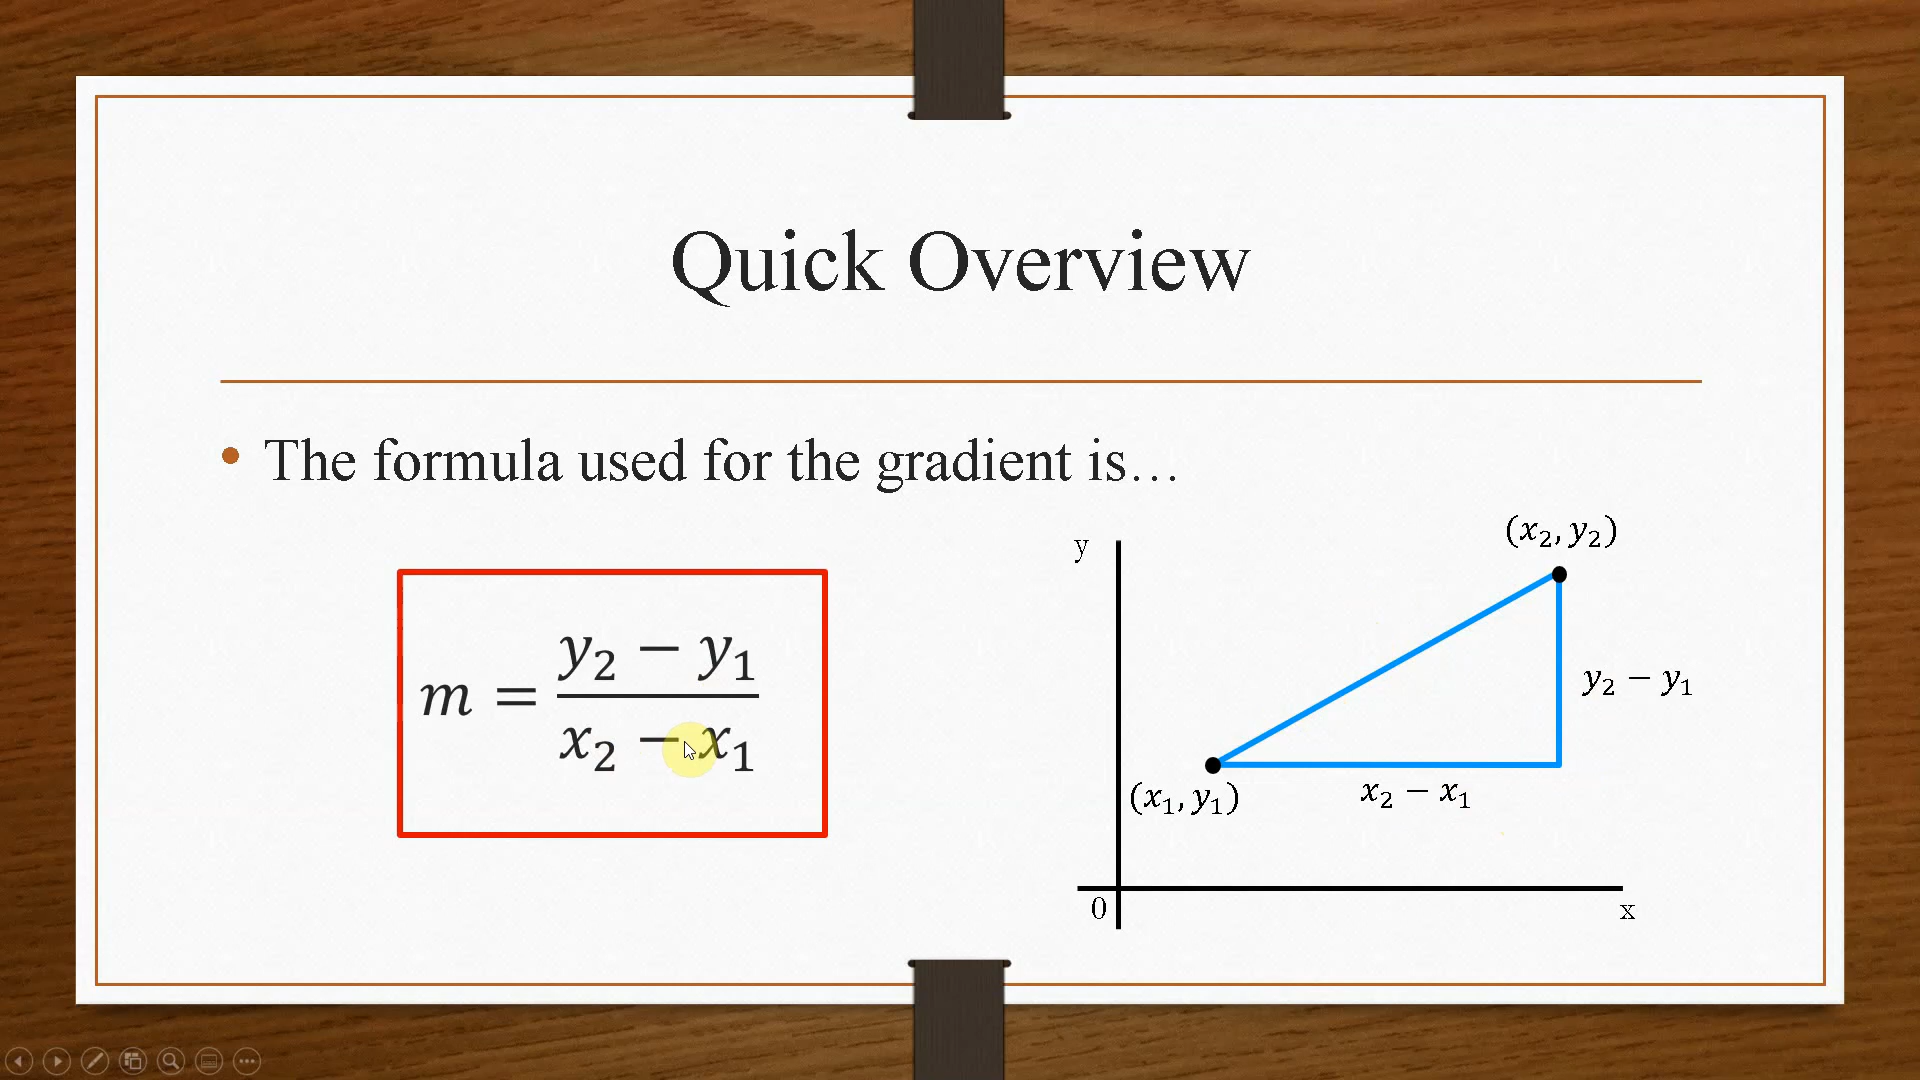 Quick Overview
• The formula used for the gradient is…
m = y₂ − y₁ / x₂ − x₁
y
(x₂, y₂)
y₂ − y₁
(x₁, y₁)
x₂ − x₁
0
x